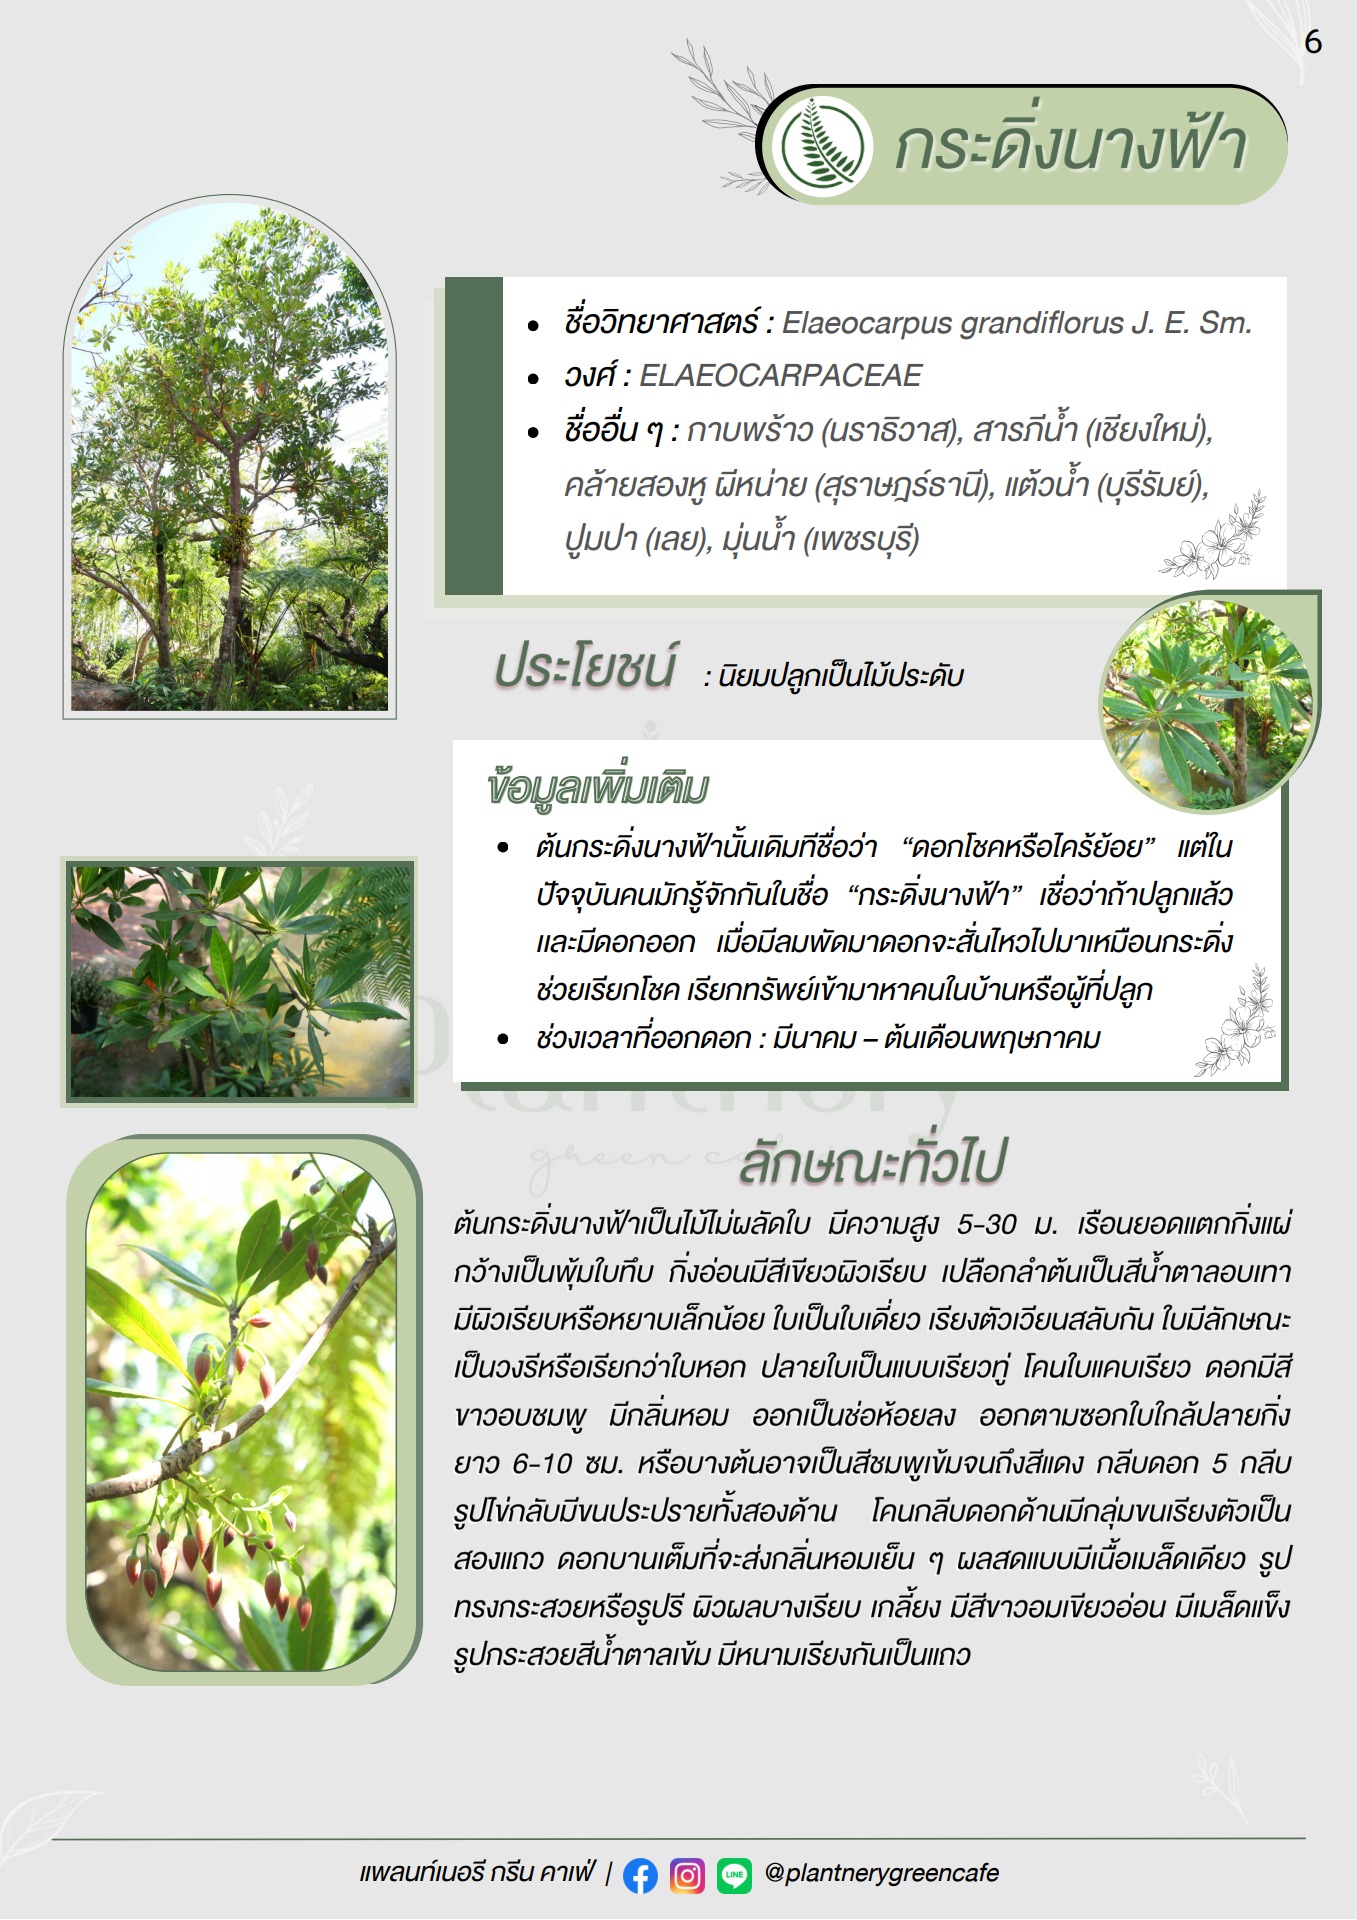 6
กระดิ่งนางฟ้า
ชื่อวิทยาศาสตร์ : Elaeocarpus grandiflorus J. E. Sm.
วงศ์ : ELAEOCARPACEAE
ชื่ออื่น ๆ : กาบพร้าว (นราธิวาส), สารภีน้ำ (เชียงใหม่),
คล้ายสองหู ผีหน่าย (สุราษฎร์ธานี), แต้วน้ำ (บุรีรัมย์),
ปูมปา (เลย), มุ่นน้ำ (เพชรบุรี)
ประโยชน์ : นิยมปลูกเป็นไม้ประดับ
ข้อมูลเพิ่มเติม
ต้นกระดิ่งนางฟ้านั้นเดิมทีชื่อว่า “ดอกโชคหรือไคร้ย้อย” แต่ใน
ปัจจุบันคนมักรู้จักกันในชื่อ “กระดิ่งนางฟ้า” เชื่อว่าถ้าปลูกแล้ว
และมีดอกออก เมื่อมีลมพัดมาดอกจะสั่นไหวไปมาเหมือนกระดิ่ง
ช่วยเรียกโชค เรียกทรัพย์เข้ามาหาคนในบ้านหรือผู้ที่ปลูก
ช่วงเวลาที่ออกดอก : มีนาคม – ต้นเดือนพฤษภาคม
plantnery
green ca
ลักษณะทั่วไป
ต้นกระดิ่งนางฟ้าเป็นไม้ไม่ผลัดใบ มีความสูง 5-30 ม. เรือนยอดแตกกิ่งแผ่
กว้างเป็นพุ่มใบทึบ กิ่งอ่อนมีสีเขียวผิวเรียบ เปลือกลำต้นเป็นสีน้ำตาลอบเทา
มีผิวเรียบหรือหยาบเล็กน้อย ใบเป็นใบเดี่ยว เรียงตัวเวียนสลับกัน ใบมีลักษณะ
เป็นวงรีหรือเรียกว่าใบหอก ปลายใบเป็นแบบเรียวทู่ โคนใบแคบเรียว ดอกมีสี
ขาวอบชมพู มีกลิ่นหอม ออกเป็นช่อห้อยลง ออกตามซอกใบใกล้ปลายกิ่ง
ยาว 6-10 ซม. หรือบางต้นอาจเป็นสีชมพูเข้มจนถึงสีแดง กลีบดอก 5 กลีบ
รูปไข่กลับมีขนประปรายทั้งสองด้าน โคนกลีบดอกด้านมีกลุ่มขนเรียงตัวเป็น
สองแถว ดอกบานเต็มที่จะส่งกลิ่นหอมเย็น ๆ ผลสดแบบมีเนื้อเมล็ดเดียว รูป
ทรงกระสวยหรือรูปรี ผิวผลบางเรียบ เกลี้ยง มีสีขาวอมเขียวอ่อน มีเมล็ดแข็ง
รูปกระสวยสีน้ำตาลเข้ม มีหนามเรียงกันเป็นแถว
แพลนท์เนอรี กรีน คาเฟ่ | LINE @plantnerygreencafe